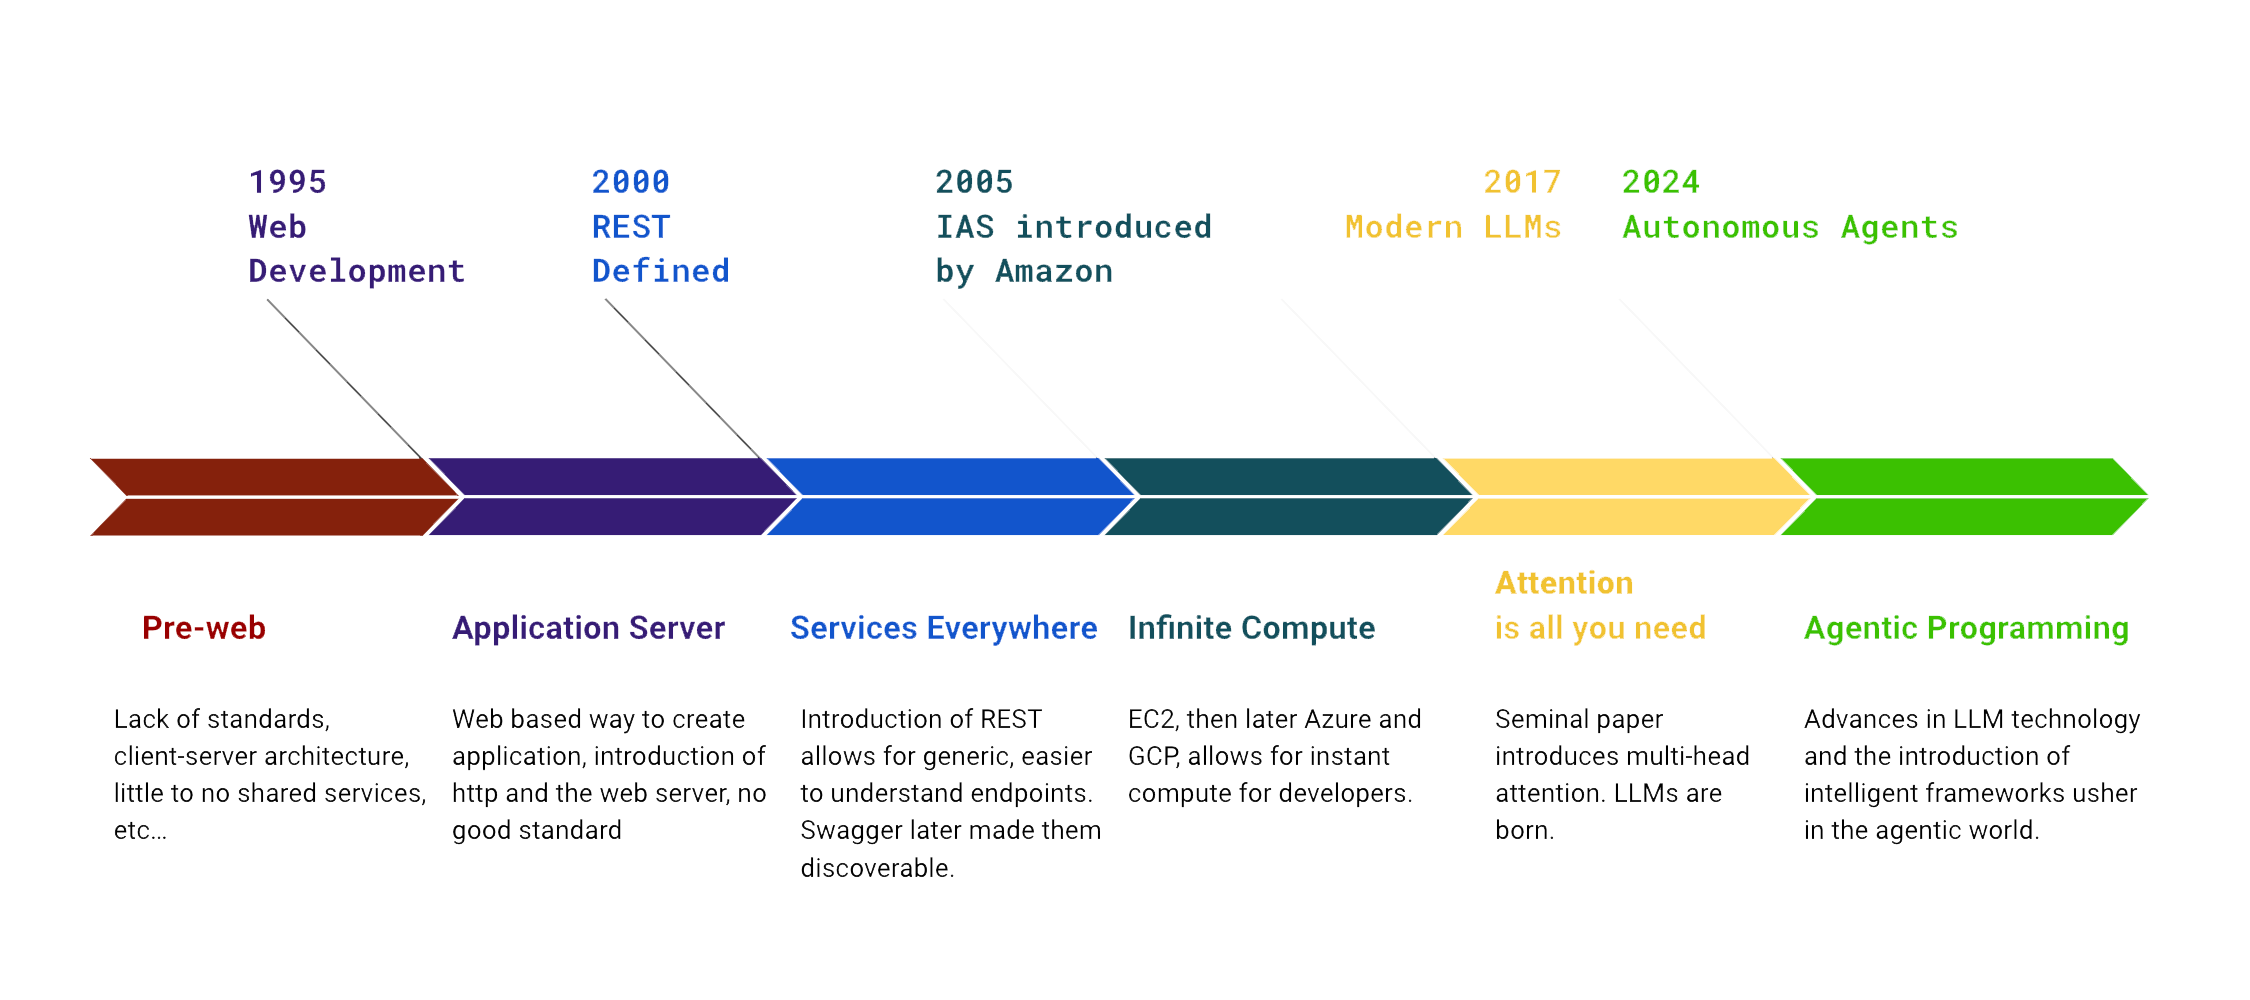 1995
Web
Development
2000
REST
Defined
2005
IAS introduced
by Amazon
2017
Modern LLMs
2024
Autonomous Agents
Pre-web
Lack of standards,
client-server architecture,
little to no shared services,
etc...
Application Server
Web based way to create
application, introduction of
http and the web server, no
good standard
Services Everywhere
Introduction of REST
allows for generic, easier
to understand endpoints.
Swagger later made them
discoverable.
Infinite Compute
EC2, then later Azure and
GCP, allows for instant
compute for developers.
Attention
is all you need
Seminal paper
introduces multi-head
attention. LLMs are
born.
Agentic Programming
Advances in LLM technology
and the introduction of
intelligent frameworks usher
in the agentic world.